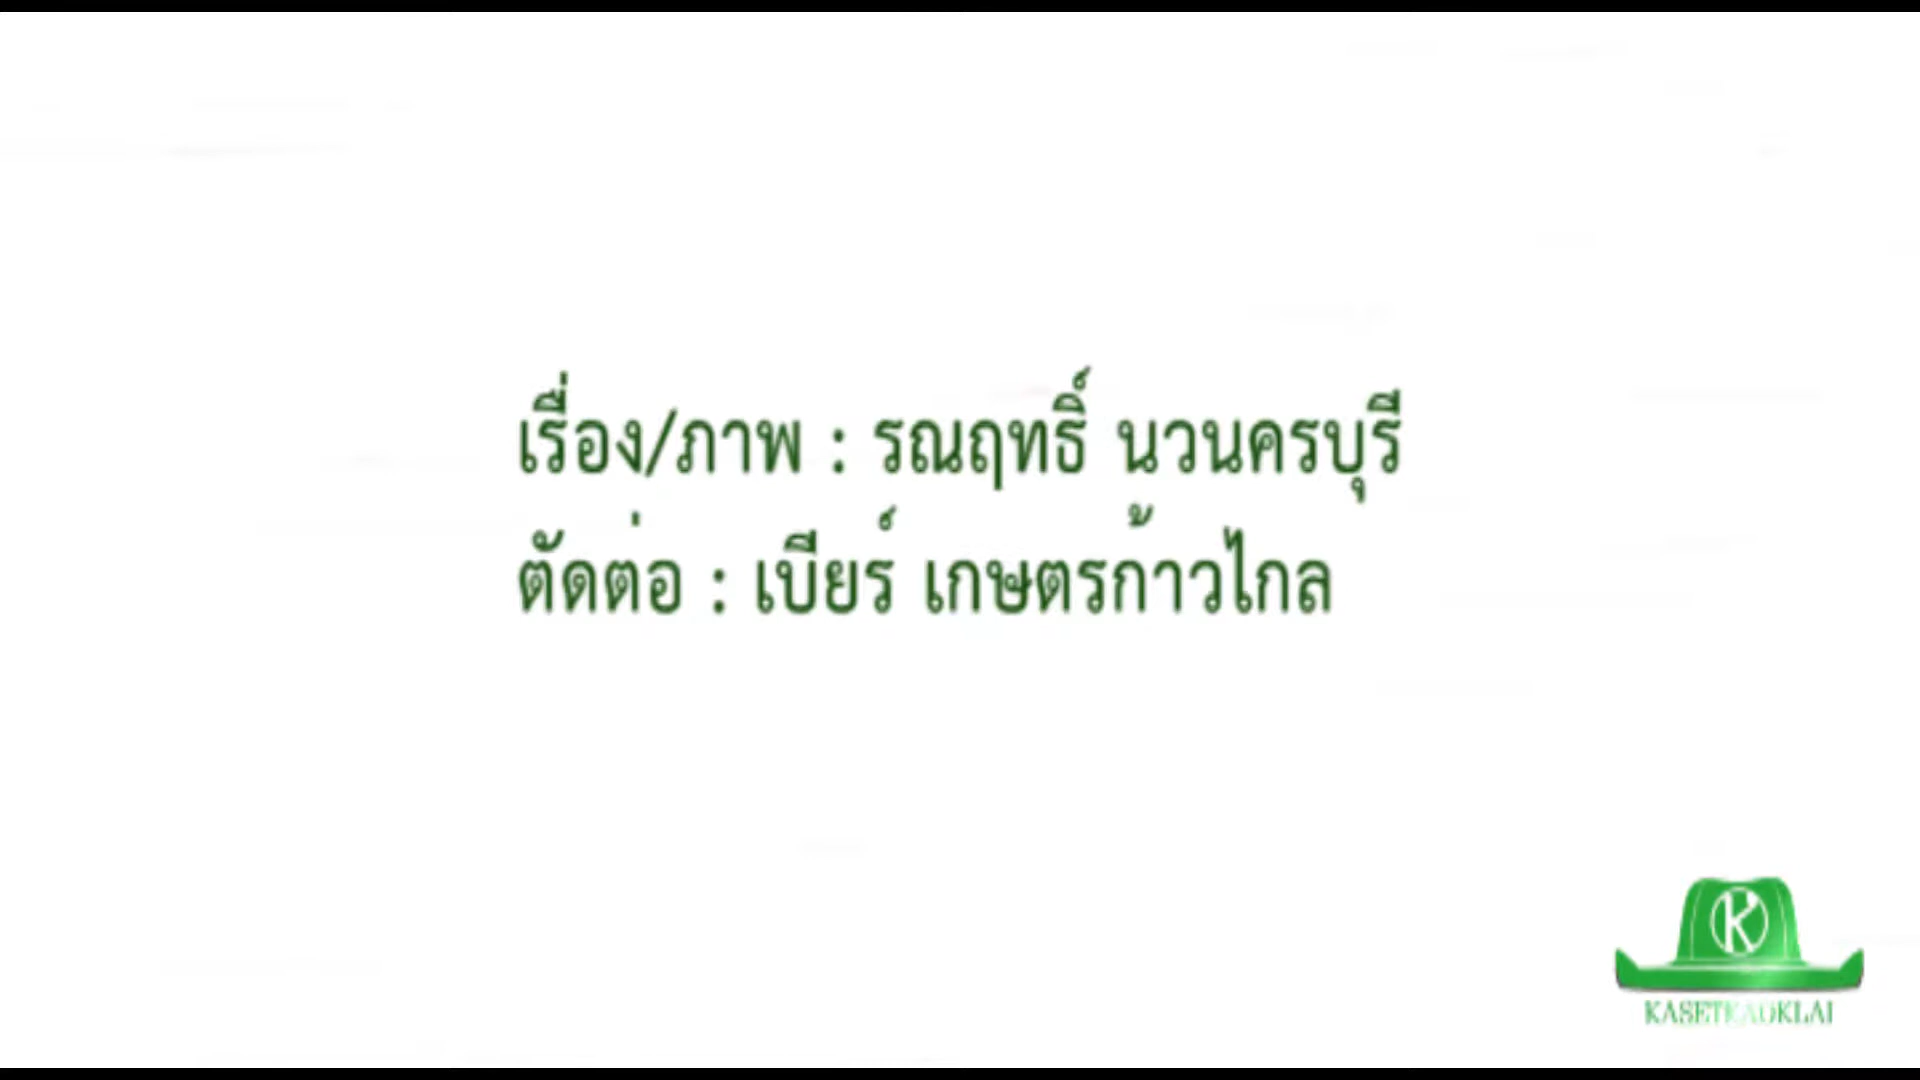 เรื่อง/ภาพ : รณฤทธิ์ นวนครบุรี
ตัดต่อ : เบียร์ เกษตรก้าวไกล
K
KASETKAOKLAI